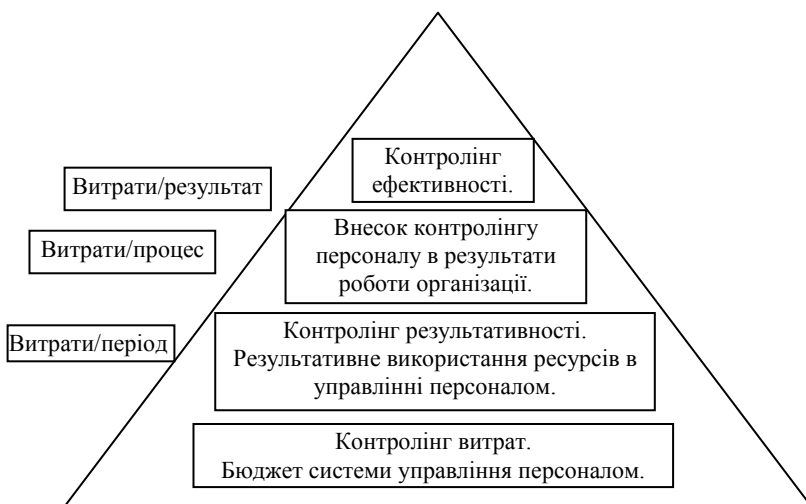 Контролінг
ефективності.
Витрати/результат
Внесок контролінгу
персоналу в результати
роботи організації.
Витрати/процес
Контролінг результативності.
Результативне використання ресурсів в
управлінні персоналом.
Витрати/період
Контролінг витрат.
Бюджет системи управління персоналом.